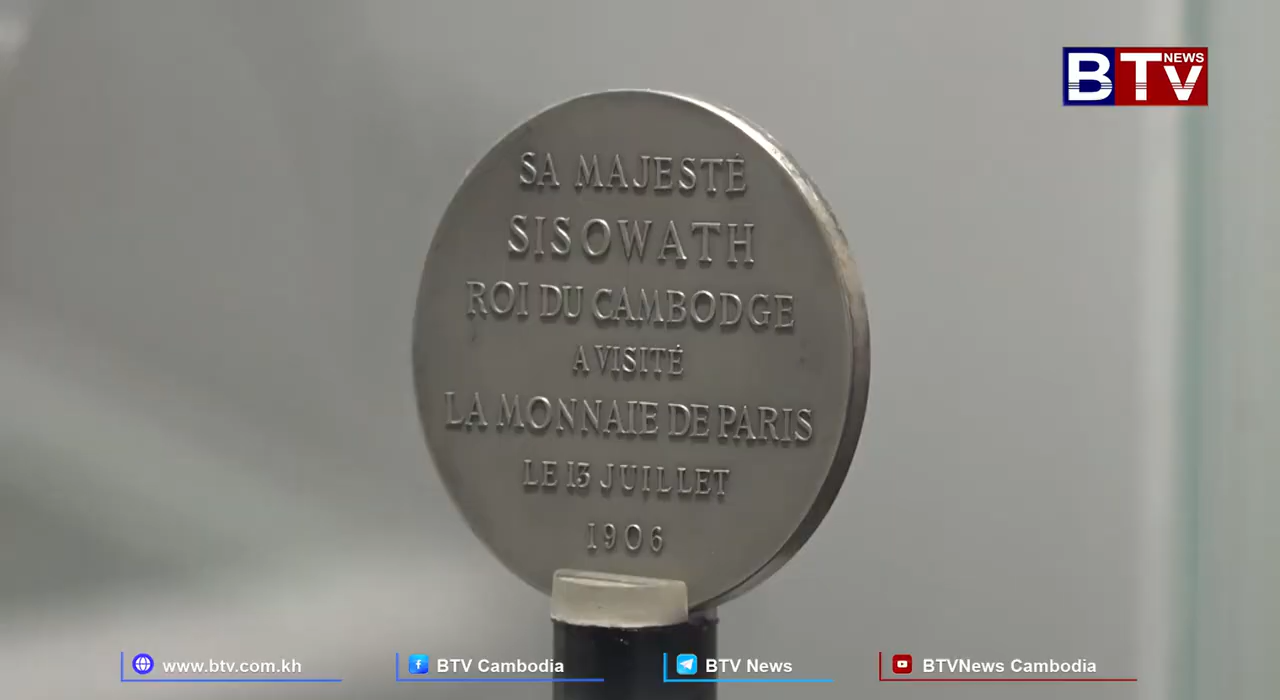 BTV NEWS
SA MAJESTÉ
SISOWATH
ROI DU CAMBODGE
A VISITÉ
LA MONNAIE DE PARIS
LE 13 JUILLET
1906
www.btv.com.kh
BTV Cambodia
BTV News
BTVNews Cambodia